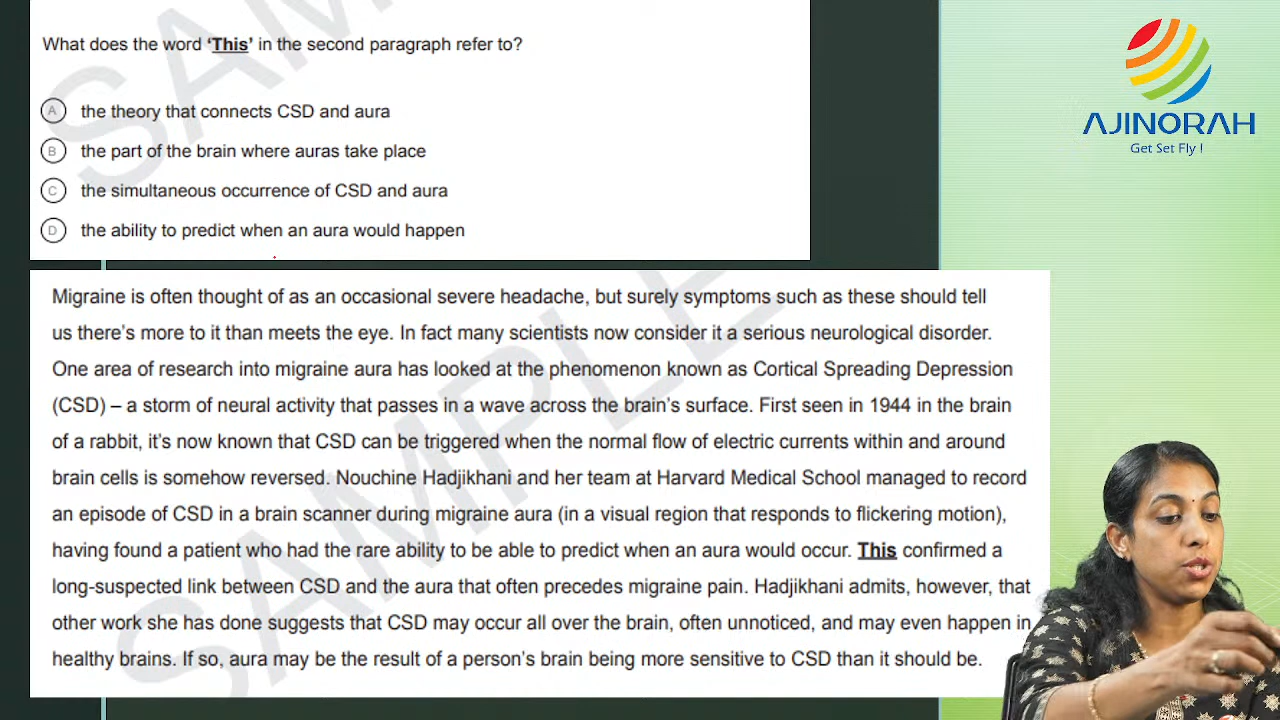 What does the word ‘This’ in the second paragraph refer to?
A the theory that connects CSD and aura
B the part of the brain where auras take place
C the simultaneous occurrence of CSD and aura
D the ability to predict when an aura would happen
Migraine is often thought of as an occasional severe headache, but surely symptoms such as these should tell
us there’s more to it than meets the eye. In fact many scientists now consider it a serious neurological disorder.
One area of research into migraine aura has looked at the phenomenon known as Cortical Spreading Depression
(CSD) – a storm of neural activity that passes in a wave across the brain’s surface. First seen in 1944 in the brain
of a rabbit, it’s now known that CSD can be triggered when the normal flow of electric currents within and around
brain cells is somehow reversed. Nouchine Hadjikhani and her team at Harvard Medical School managed to record
an episode of CSD in a brain scanner during migraine aura (in a visual region that responds to flickering motion),
having found a patient who had the rare ability to be able to predict when an aura would occur. This confirmed a
long-suspected link between CSD and the aura that often precedes migraine pain. Hadjikhani admits, however, that
other work she has done suggests that CSD may occur all over the brain, often unnoticed, and may even happen in
healthy brains. If so, aura may be the result of a person’s brain being more sensitive to CSD than it should be.
SAMPLE
SAMPLE
AJINORAH
Get Set Fly !